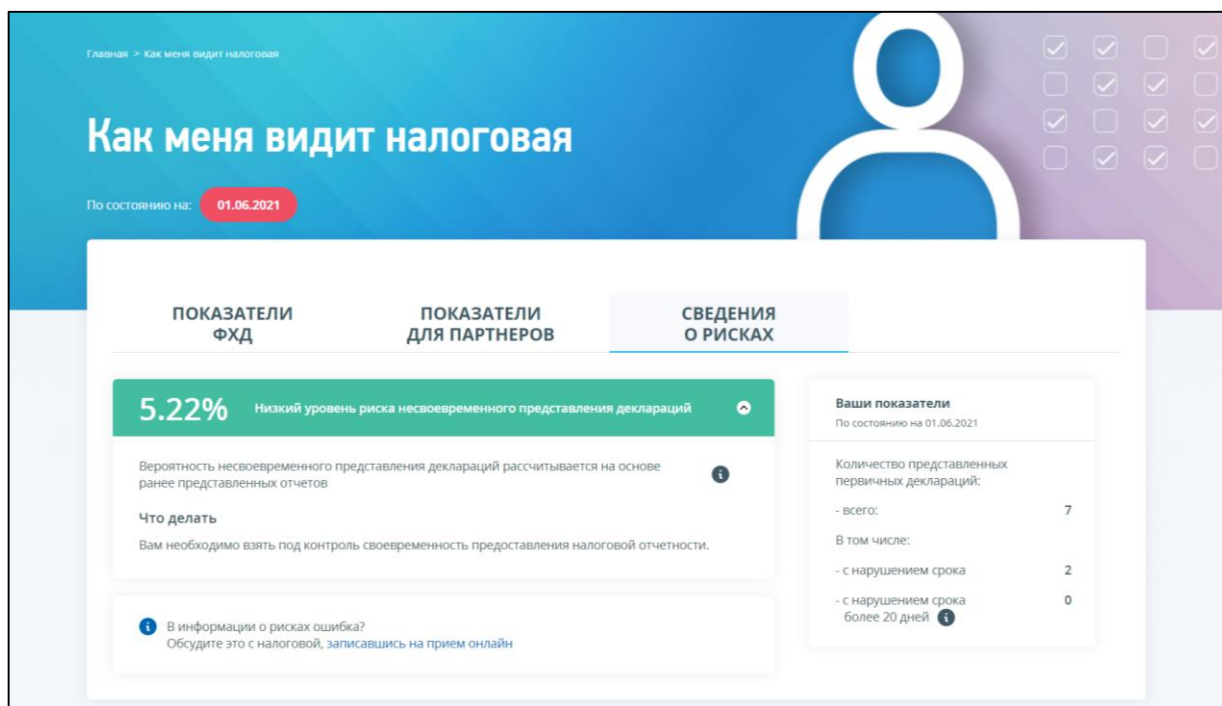 Главная > Как меня видит налоговая
Как меня видит налоговая
По состоянию на: 01.06.2021
ПОКАЗАТЕЛИ
ФХД
ПОКАЗАТЕЛИ
ДЛЯ ПАРТНЕРОВ
СВЕДЕНИЯ
О РИСКАХ
5.22% Низкий уровень риска несвоевременного представления деклараций
Вероятность несвоевременного представления деклараций рассчитывается на основе
ранее представленных отчетов
Что делать
Вам необходимо взять под контроль своевременность предоставления налоговой отчетности.
В информации о рисках ошибка?
Обсудите это с налоговой, записавшись на прием онлайн
Ваши показатели
По состоянию на 01.06.2021
Количество представленных
первичных деклараций:
- всего: 7
В том числе:
- с нарушением срока 2
- с нарушением срока 0
более 20 дней